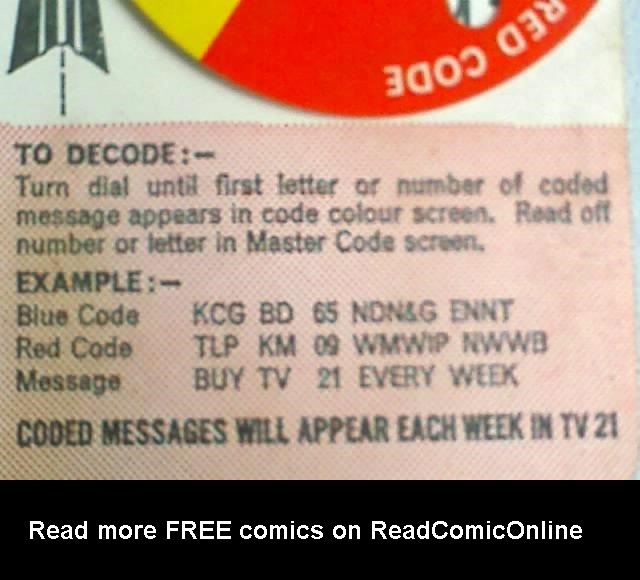 RED CODE
TO DECODE:—
Turn dial until first letter or number of coded
message appears in code colour screen. Read off
number or letter in Master Code screen.
EXAMPLE:—
Blue Code KCG BD 65 NDN&G ENNT
Red Code TLP KM 09 WMWIP NWWB
Message BUY TV 21 EVERY WEEK
CODED MESSAGES WILL APPEAR EACH WEEK IN TV 21
Read more FREE comics on ReadComicOnline